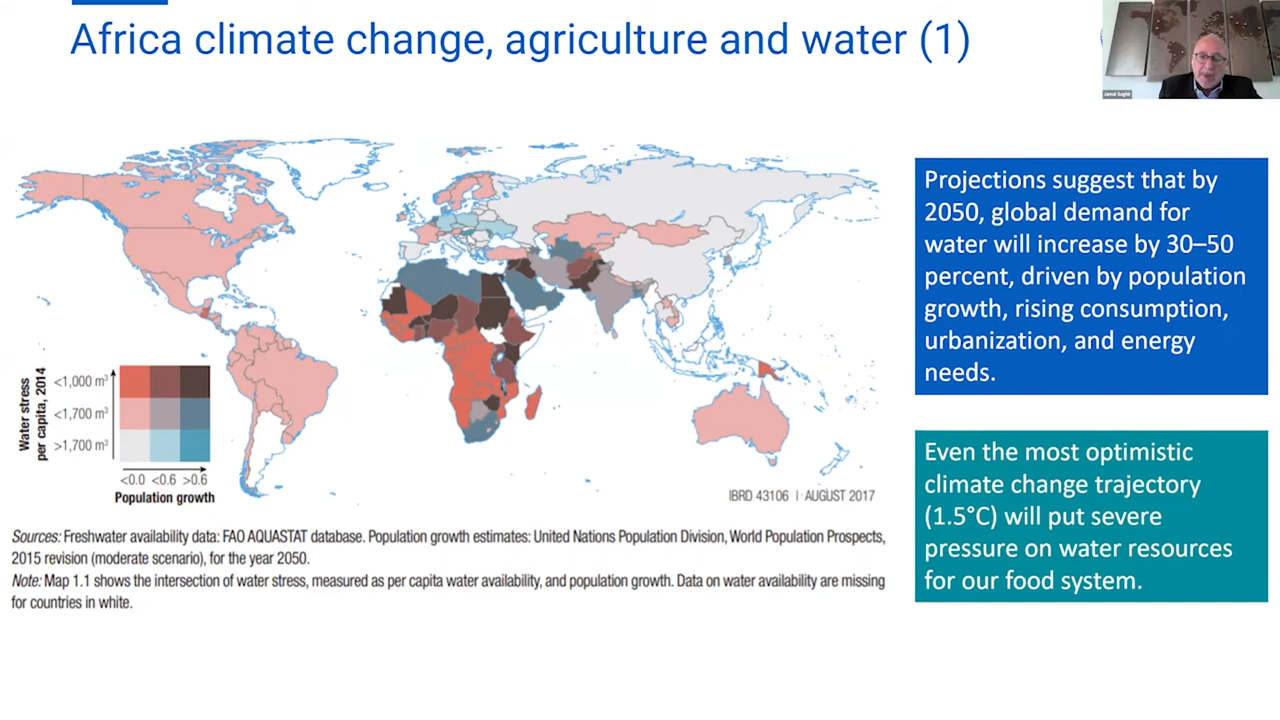 Africa climate change, agriculture and water (1)
Jamal Saghir
Projections suggest that by
2050, global demand for
water will increase by 30–50
percent, driven by population
growth, rising consumption,
urbanization, and energy
needs.
Even the most optimistic
climate change trajectory
(1.5°C) will put severe
pressure on water resources
for our food system.
Water stress
per capita, 2014
<1,000 m³
<1,700 m³
>1,700 m³
<0.0 <0.6 >0.6
Population growth
IBRD 43106 | AUGUST 2017
Sources: Freshwater availability data: FAO AQUASTAT database. Population growth estimates: United Nations Population Division, World Population Prospects,
2015 revision (moderate scenario), for the year 2050.
Note: Map 1.1 shows the intersection of water stress, measured as per capita water availability, and population growth. Data on water availability are missing
for countries in white.